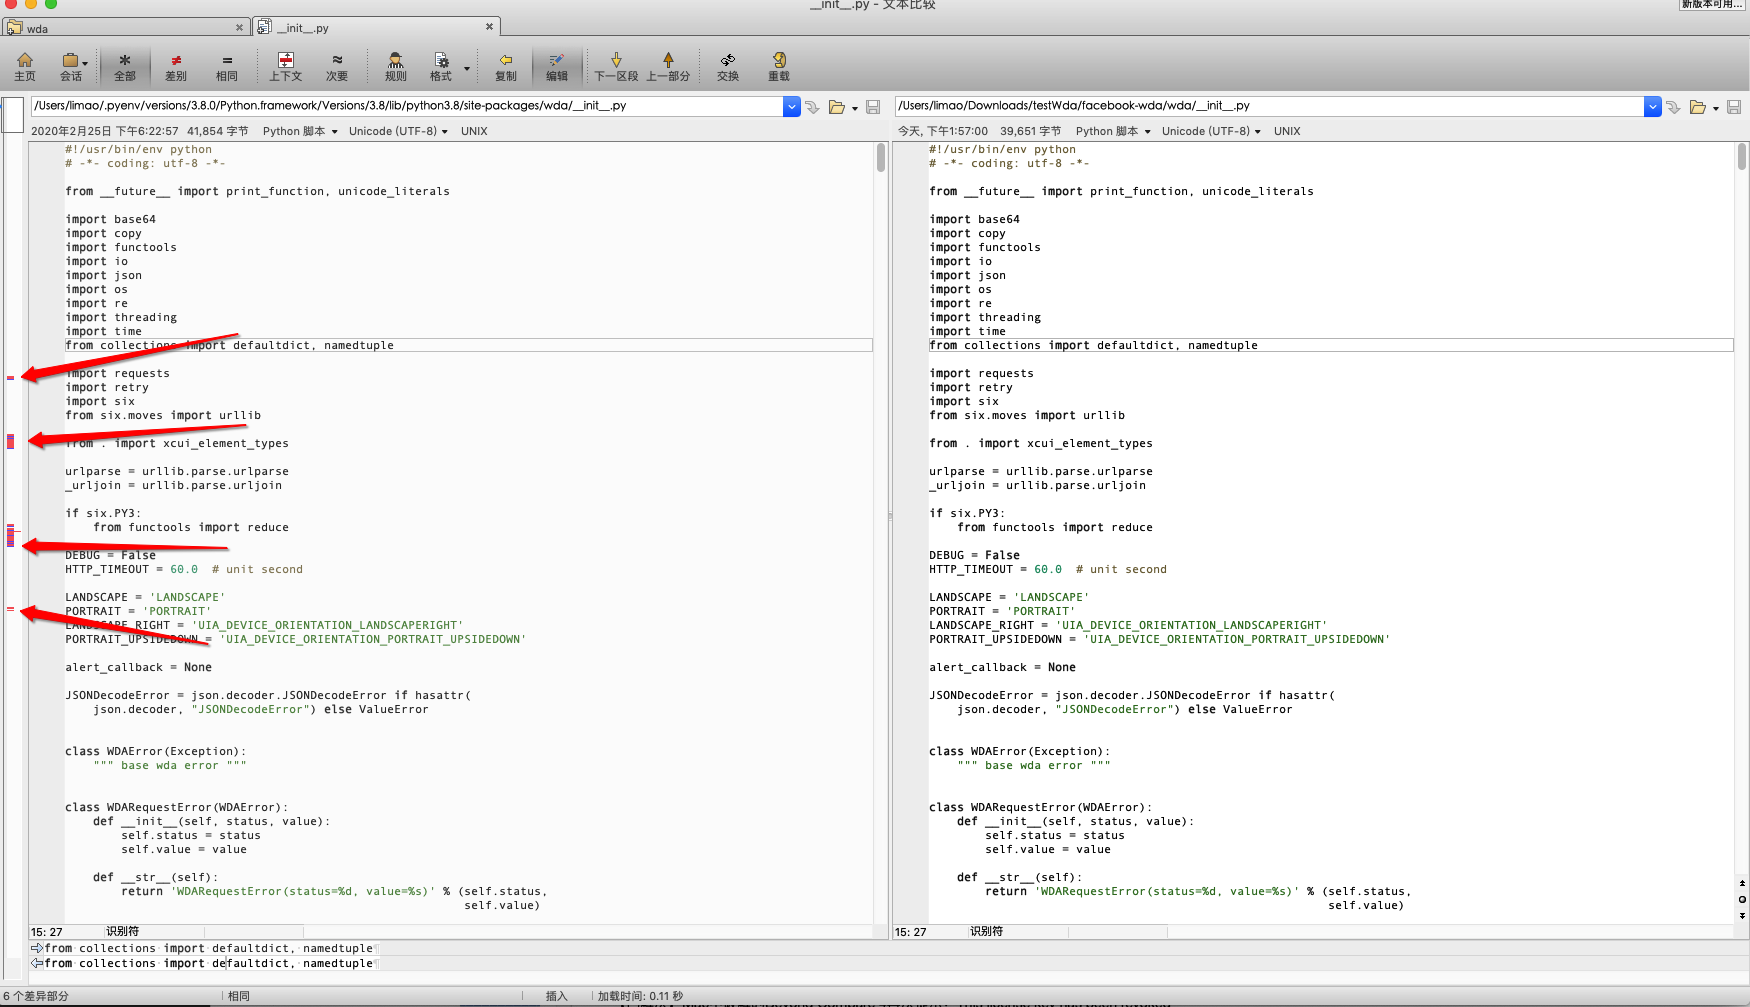 __init__.py - 文本比较
新版本可用...
wda
__init__.py
主页
会话
全部
差别
相同
上下文
次要
规则
格式
复制
编辑
下一区段
上一部分
交换
重载
/Users/limao/.pyenv/versions/3.8.0/Python.framework/Versions/3.8/lib/python3.8/site-packages/wda/__init__.py
2020年2月25日 下午6:22:57 41,854 字节 Python 脚本 Unicode (UTF-8) UNIX
#!/usr/bin/env python
# -*- coding: utf-8 -*-
from __future__ import print_function, unicode_literals
import base64
import copy
import functools
import io
import json
import os
import re
import threading
import time
from collections import defaultdict, namedtuple
import requests
import retry
import six
from six.moves import urllib
from . import xcui_element_types
urlparse = urllib.parse.urlparse
_urljoin = urllib.parse.urljoin
if six.PY3:
    from functools import reduce
DEBUG = False
HTTP_TIMEOUT = 60.0  # unit second
LANDSCAPE = 'LANDSCAPE'
PORTRAIT = 'PORTRAIT'
LANDSCAPE_RIGHT = 'UIA_DEVICE_ORIENTATION_LANDSCAPERIGHT'
PORTRAIT_UPSIDEDOWN = 'UIA_DEVICE_ORIENTATION_PORTRAIT_UPSIDEDOWN'
alert_callback = None
JSONDecodeError = json.decoder.JSONDecodeError if hasattr(
    json.decoder, "JSONDecodeError") else ValueError
class WDAError(Exception):
    """ base wda error """
class WDARequestError(WDAError):
    def __init__(self, status, value):
        self.status = status
        self.value = value
    def __str__(self):
        return 'WDARequestError(status=%d, value=%s)' % (self.status,
                                                         self.value)
15: 27 识别符
/Users/limao/Downloads/testWda/facebook-wda/wda/__init__.py
今天, 下午1:57:00 39,651 字节 Python 脚本 Unicode (UTF-8) UNIX
#!/usr/bin/env python
# -*- coding: utf-8 -*-
from __future__ import print_function, unicode_literals
import base64
import copy
import functools
import io
import json
import os
import re
import threading
import time
from collections import defaultdict, namedtuple
import requests
import retry
import six
from six.moves import urllib
from . import xcui_element_types
urlparse = urllib.parse.urlparse
_urljoin = urllib.parse.urljoin
if six.PY3:
    from functools import reduce
DEBUG = False
HTTP_TIMEOUT = 60.0  # unit second
LANDSCAPE = 'LANDSCAPE'
PORTRAIT = 'PORTRAIT'
LANDSCAPE_RIGHT = 'UIA_DEVICE_ORIENTATION_LANDSCAPERIGHT'
PORTRAIT_UPSIDEDOWN = 'UIA_DEVICE_ORIENTATION_PORTRAIT_UPSIDEDOWN'
alert_callback = None
JSONDecodeError = json.decoder.JSONDecodeError if hasattr(
    json.decoder, "JSONDecodeError") else ValueError
class WDAError(Exception):
    """ base wda error """
class WDARequestError(WDAError):
    def __init__(self, status, value):
        self.status = status
        self.value = value
    def __str__(self):
        return 'WDARequestError(status=%d, value=%s)' % (self.status,
                                                         self.value)
15: 27 识别符
from collections import defaultdict, namedtuple
from collections import defaultdict, namedtuple
6 个差异部分 相同 插入 加载时间: 0.11 秒